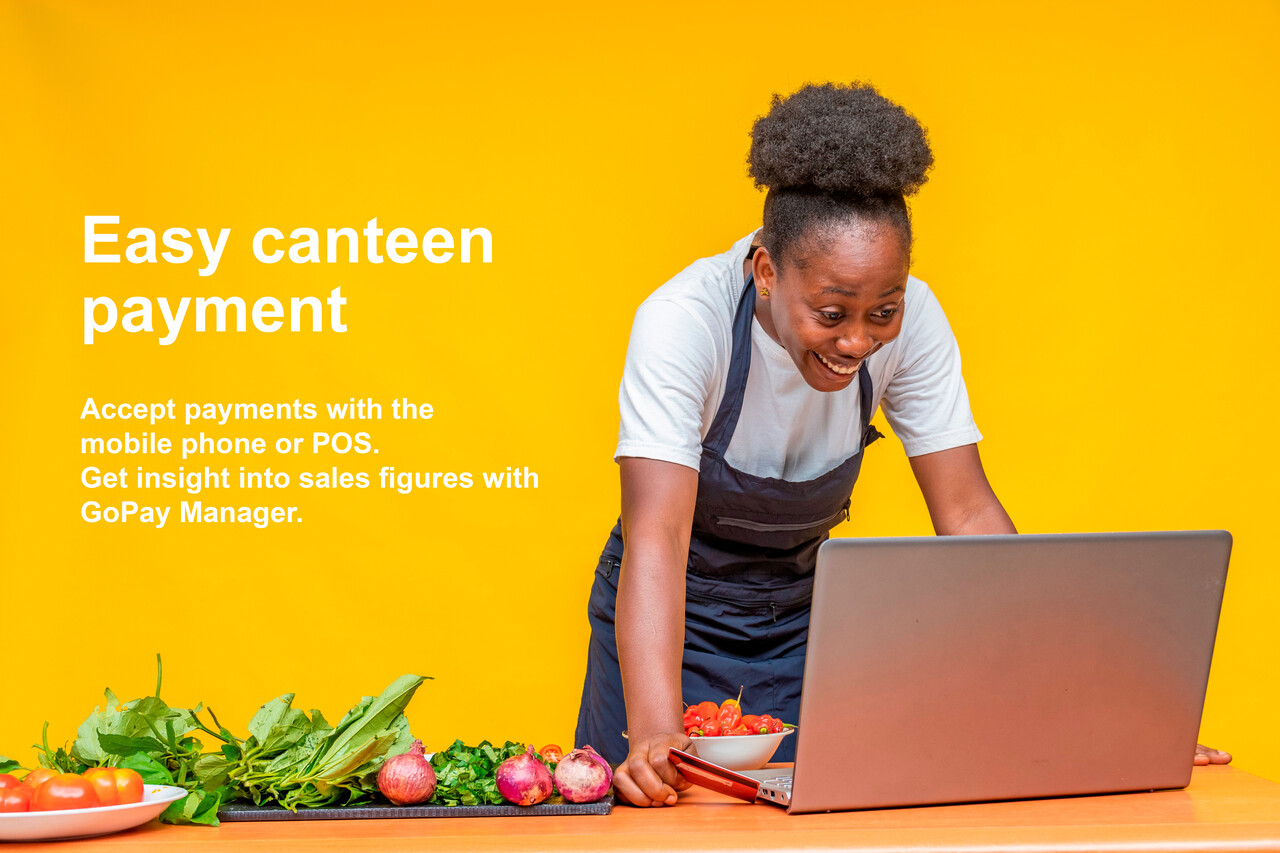 Easy canteen
payment
Accept payments with the
mobile phone or POS.
Get insight into sales figures with
GoPay Manager.